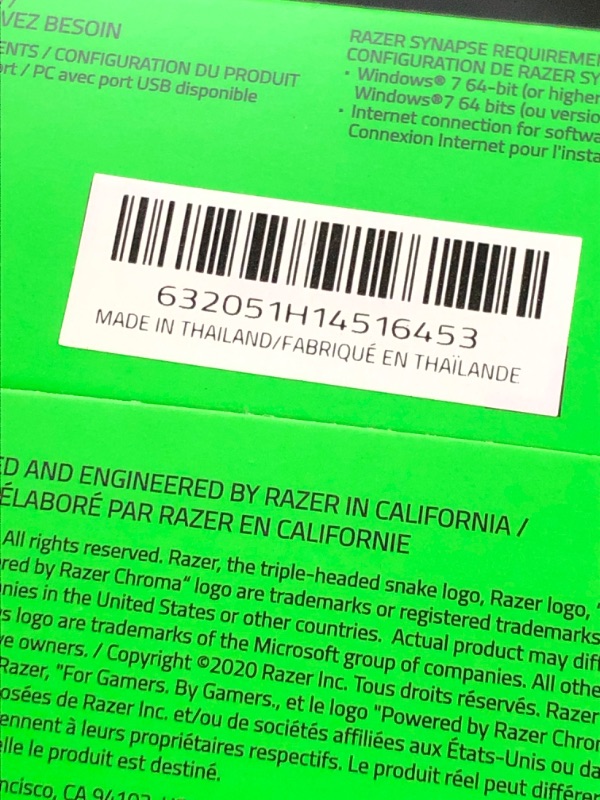 VEZ BESOIN
ENTS / CONFIGURATION DU PRODUIT
ort / PC avec port USB disponible
RAZER SYNAPSE REQUIREME
CONFIGURATION DE RAZER SY
· Windows® 7 64-bit (or higher
Windows®7 64 bits (ou versio
· Internet connection for softwa
Connexion Internet pour l'insta
632051H14516453
MADE IN THAILAND/FABRIQUÉ EN THAÏLANDE
ED AND ENGINEERED BY RAZER IN CALIFORNIA /
ÉLABORÉ PAR RAZER EN CALIFORNIE
All rights reserved. Razer, the triple-headed snake logo, Razer logo, "
red by Razer Chroma" logo are trademarks or registered trademarks
nies in the United States or other countries. Actual product may diff
s logo are trademarks of the Microsoft group of companies. All othe
ve owners. / Copyright ©2020 Razer Inc. Tous droits réservés. Razer
Razer, "For Gamers. By Gamers., et le logo "Powered by Razer Chro
osées de Razer Inc. et/ou de sociétés affiliées aux États-Unis ou da
ennent à leurs propriétaires respectifs. Le produit réel peut différer
elle le produit est destiné.
ncisco, CA 94103